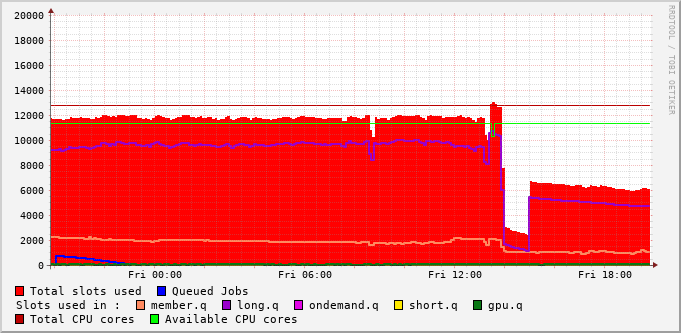 20000
18000
16000
14000
12000
10000
8000
6000
4000
2000
0
Fri 00:00 Fri 06:00 Fri 12:00 Fri 18:00
Total slots used Queued Jobs
Slots used in : member.q long.q ondemand.q short.q gpu.q
Total CPU cores Available CPU cores
RRDTOOL / TOBI OETIKER